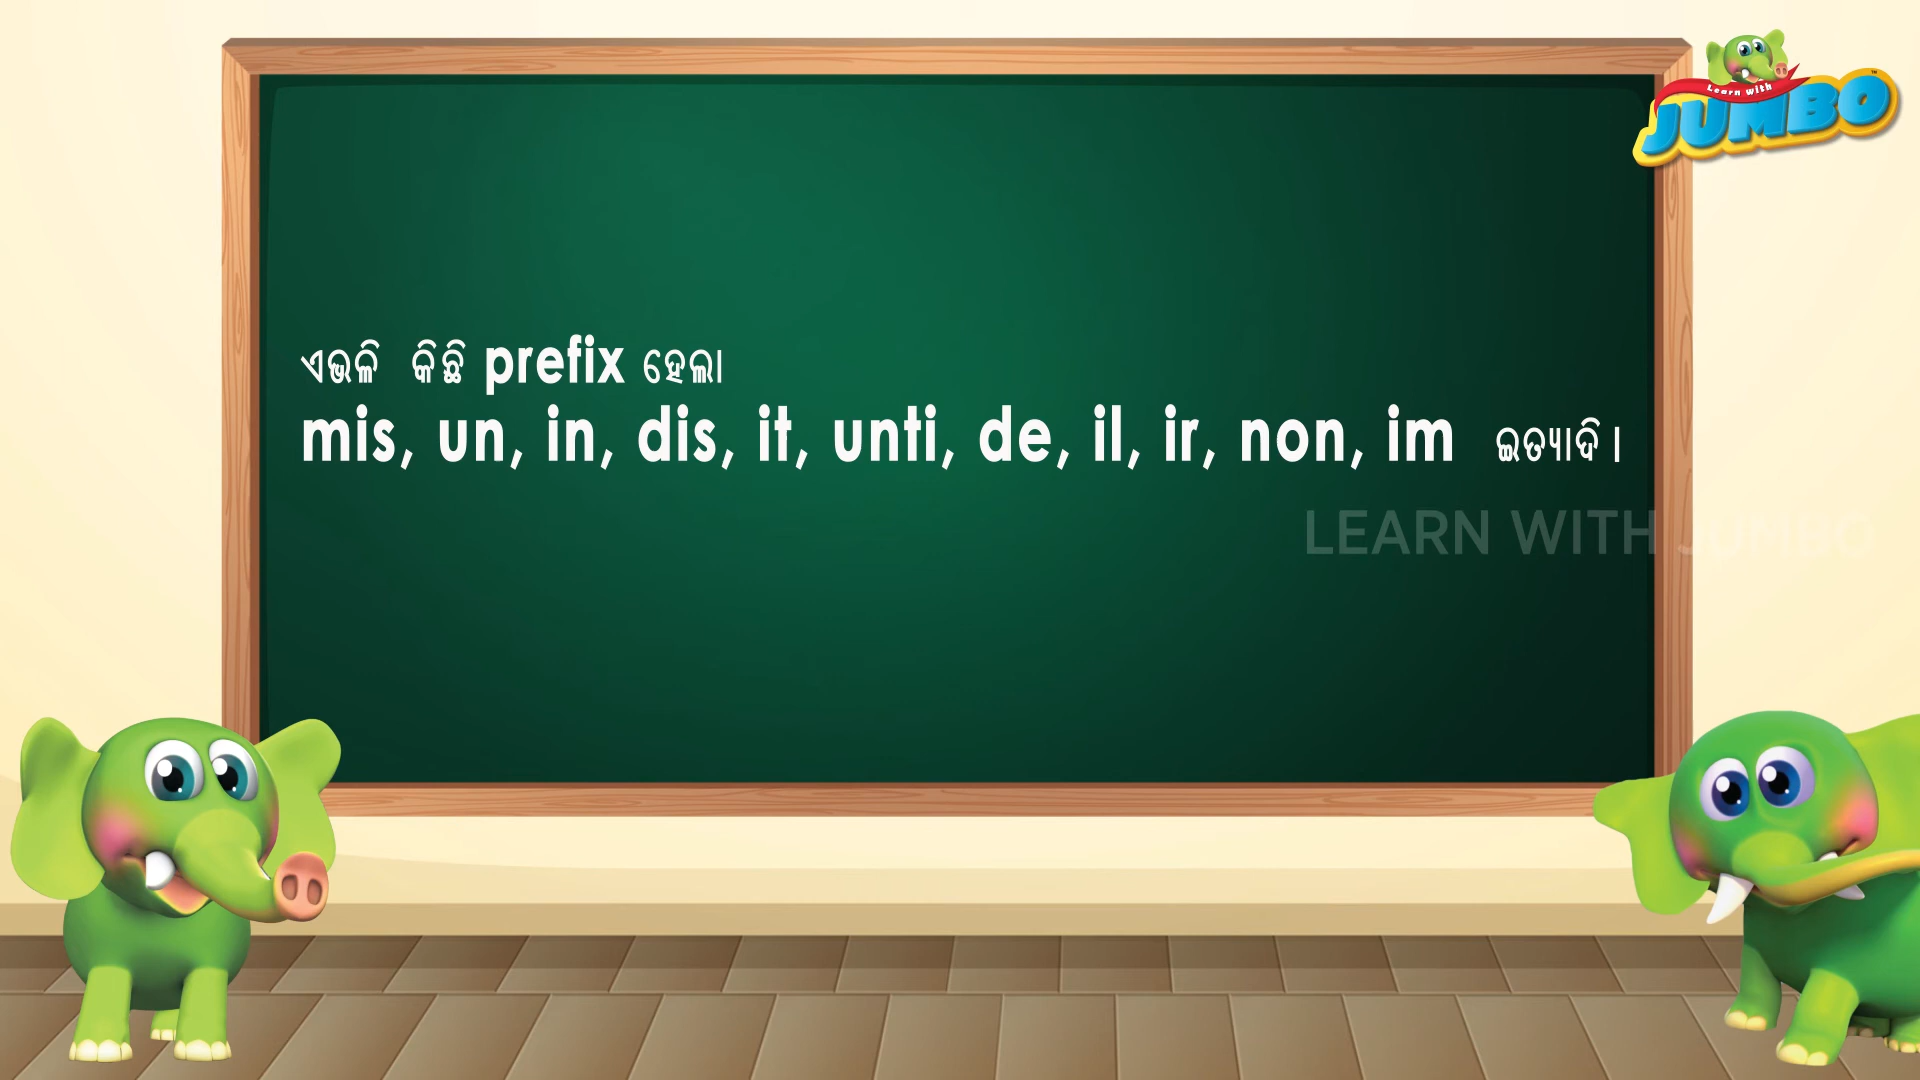 Learn with
JUMBO
ଏଭଳି କିଛି prefix ହେଲା
mis, un, in, dis, it, unti, de, il, ir, non, im ଇତ୍ୟାଦି।
LEARN WITH JUMBO